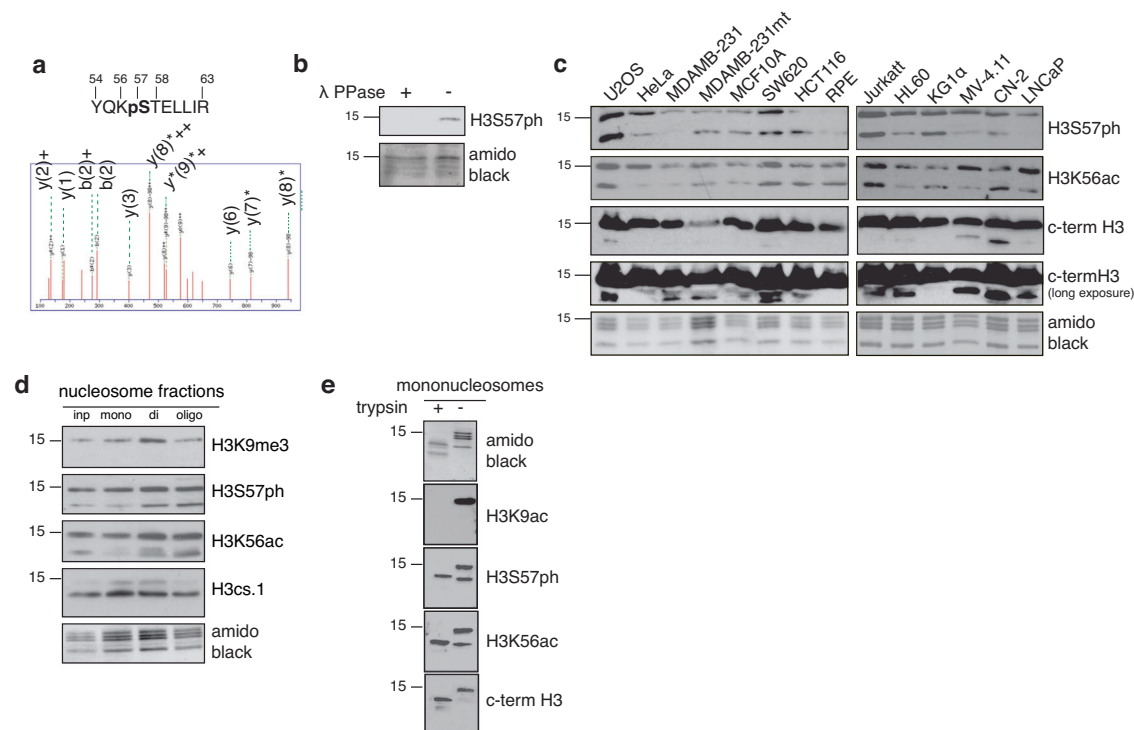 a
54 56 57 58 63
YQKpSTELLIR
y(2)+
y(1)
b(2)+
b(2)
y(3)
y(8)*++
y*(9)*+
y(6)
y(7)*
y(8)*
100 200 300 400 500 600 700 800 900
b
λ PPase + -
H3S57ph
15
amido
black
c
U2OS
HeLa
MDAMB-231
MDAMB-231mt
MCF10A
SW620
HCT116
RPE
Jurkatt
HL60
KG1α
MV-4.11
CN-2
LNCaP
15
H3S57ph
15
H3K56ac
15
c-term H3
15
c-termH3
(long exposure)
15
amido
black
d
nucleosome fractions
inp mono di oligo
15
H3K9me3
15
H3S57ph
15
H3K56ac
15
H3cs.1
amido
black
e
mononucleosomes
trypsin + -
15
amido
black
15
H3K9ac
15
H3S57ph
15
H3K56ac
15
c-term H3